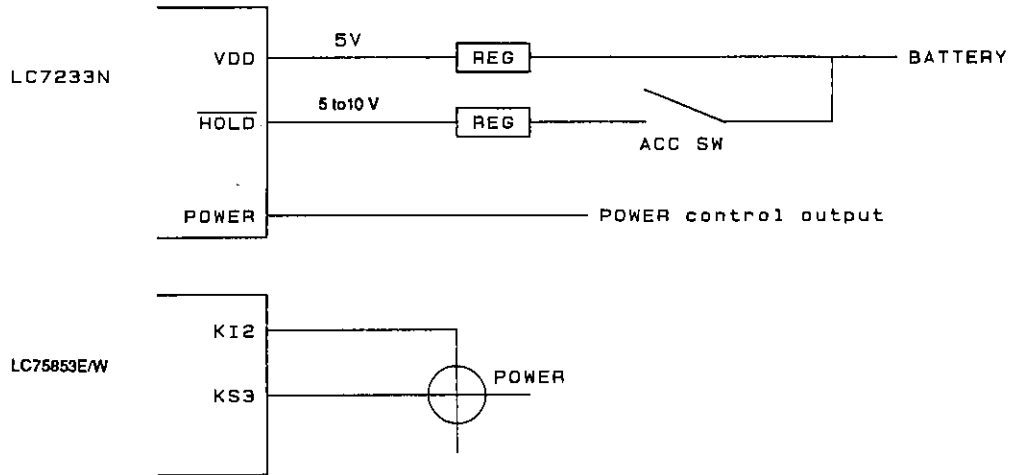 5V
VDD
REG
BATTERY
LC7233N
5 to10 V
HOLD
REG
ACC SW
POWER
POWER control output
KI2
LC75853E/W
POWER
KS3